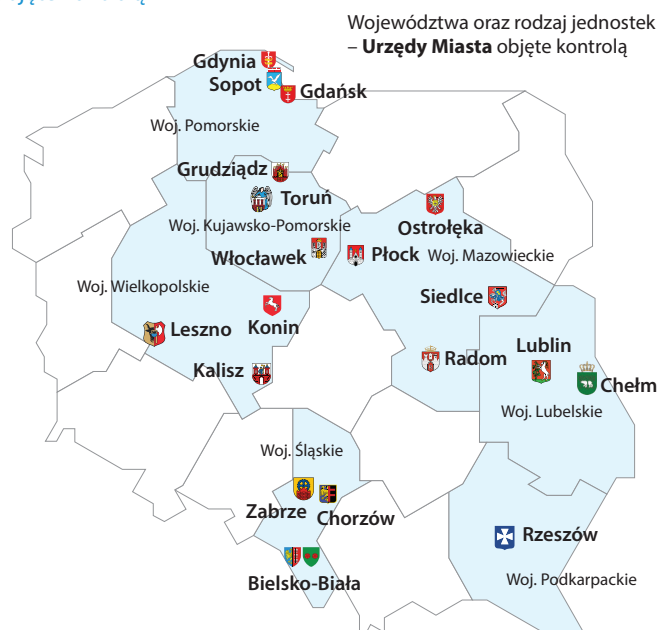 Województwa oraz rodzaj jednostek
– Urzędy Miasta objęte kontrolą
Gdynia
Sopot
Gdańsk
Woj. Pomorskie
Grudziądz
Toruń
Woj. Kujawsko-Pomorskie
Włocławek
Ostrołęka
Płock
Woj. Mazowieckie
Siedlce
Woj. Wielkopolskie
Leszno
Konin
Kalisz
Radom
Lublin
Chełm
Woj. Lubelskie
Woj. Śląskie
Zabrze
Chorzów
Bielsko-Biała
Rzeszów
Woj. Podkarpackie